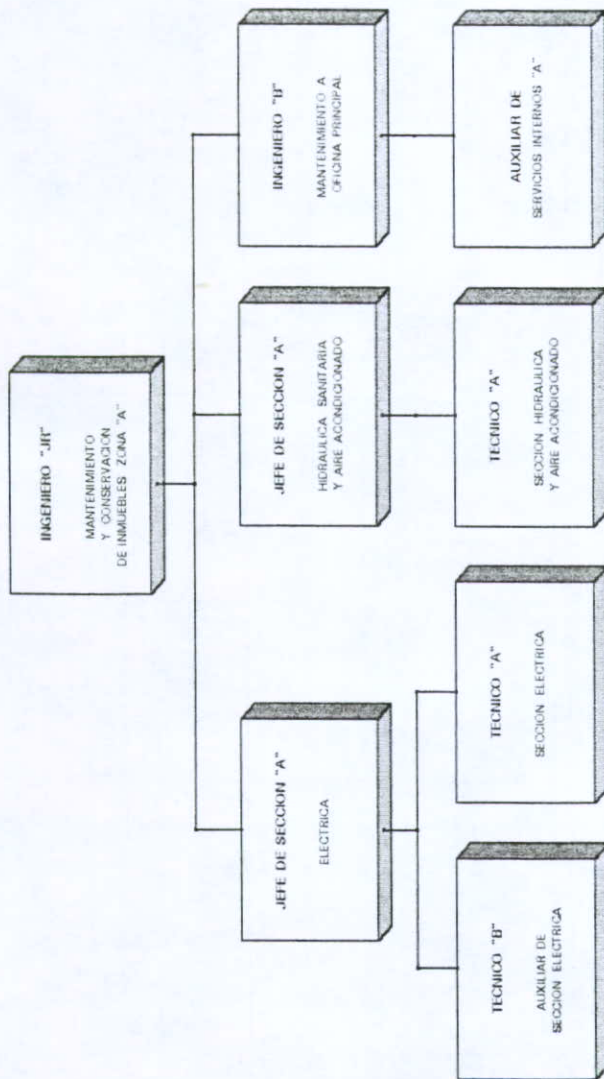 INGENIERO "JR"
MANTENIMIENTO
Y CONSERVACION
DE INMUEBLES ZONA "A"
JEFE DE SECCION "A"
ELECTRICA
JEFE DE SECCION "A"
HIDRAULICA SANITARIA
Y AIRE ACONDICIONADO
INGENIERO "B"
MANTENIMIENTO A
OFICINA PRINCIPAL
TECNICO "B"
AUXILIAR DE
SECCION ELECTRICA
TECNICO "A"
SECCION ELECTRICA
TECNICO "A"
SECCION HIDRAULICA
Y AIRE ACONDICIONADO
AUXILIAR DE
SERVICIOS INTERNOS "A"